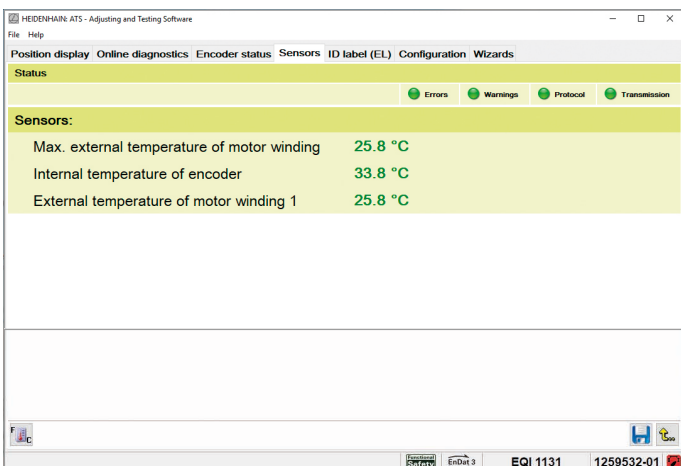 HEIDENHAIN: ATS - Adjusting and Testing Software
File Help
Position display Online diagnostics Encoder status Sensors ID label (EL) Configuration Wizards
Status
Errors Warnings Protocol Transmission
Sensors:
Max. external temperature of motor winding 25.8 °C
Internal temperature of encoder 33.8 °C
External temperature of motor winding 1 25.8 °C
F C
Functional Safety EnDat 3 EQI 1131 1259532-01